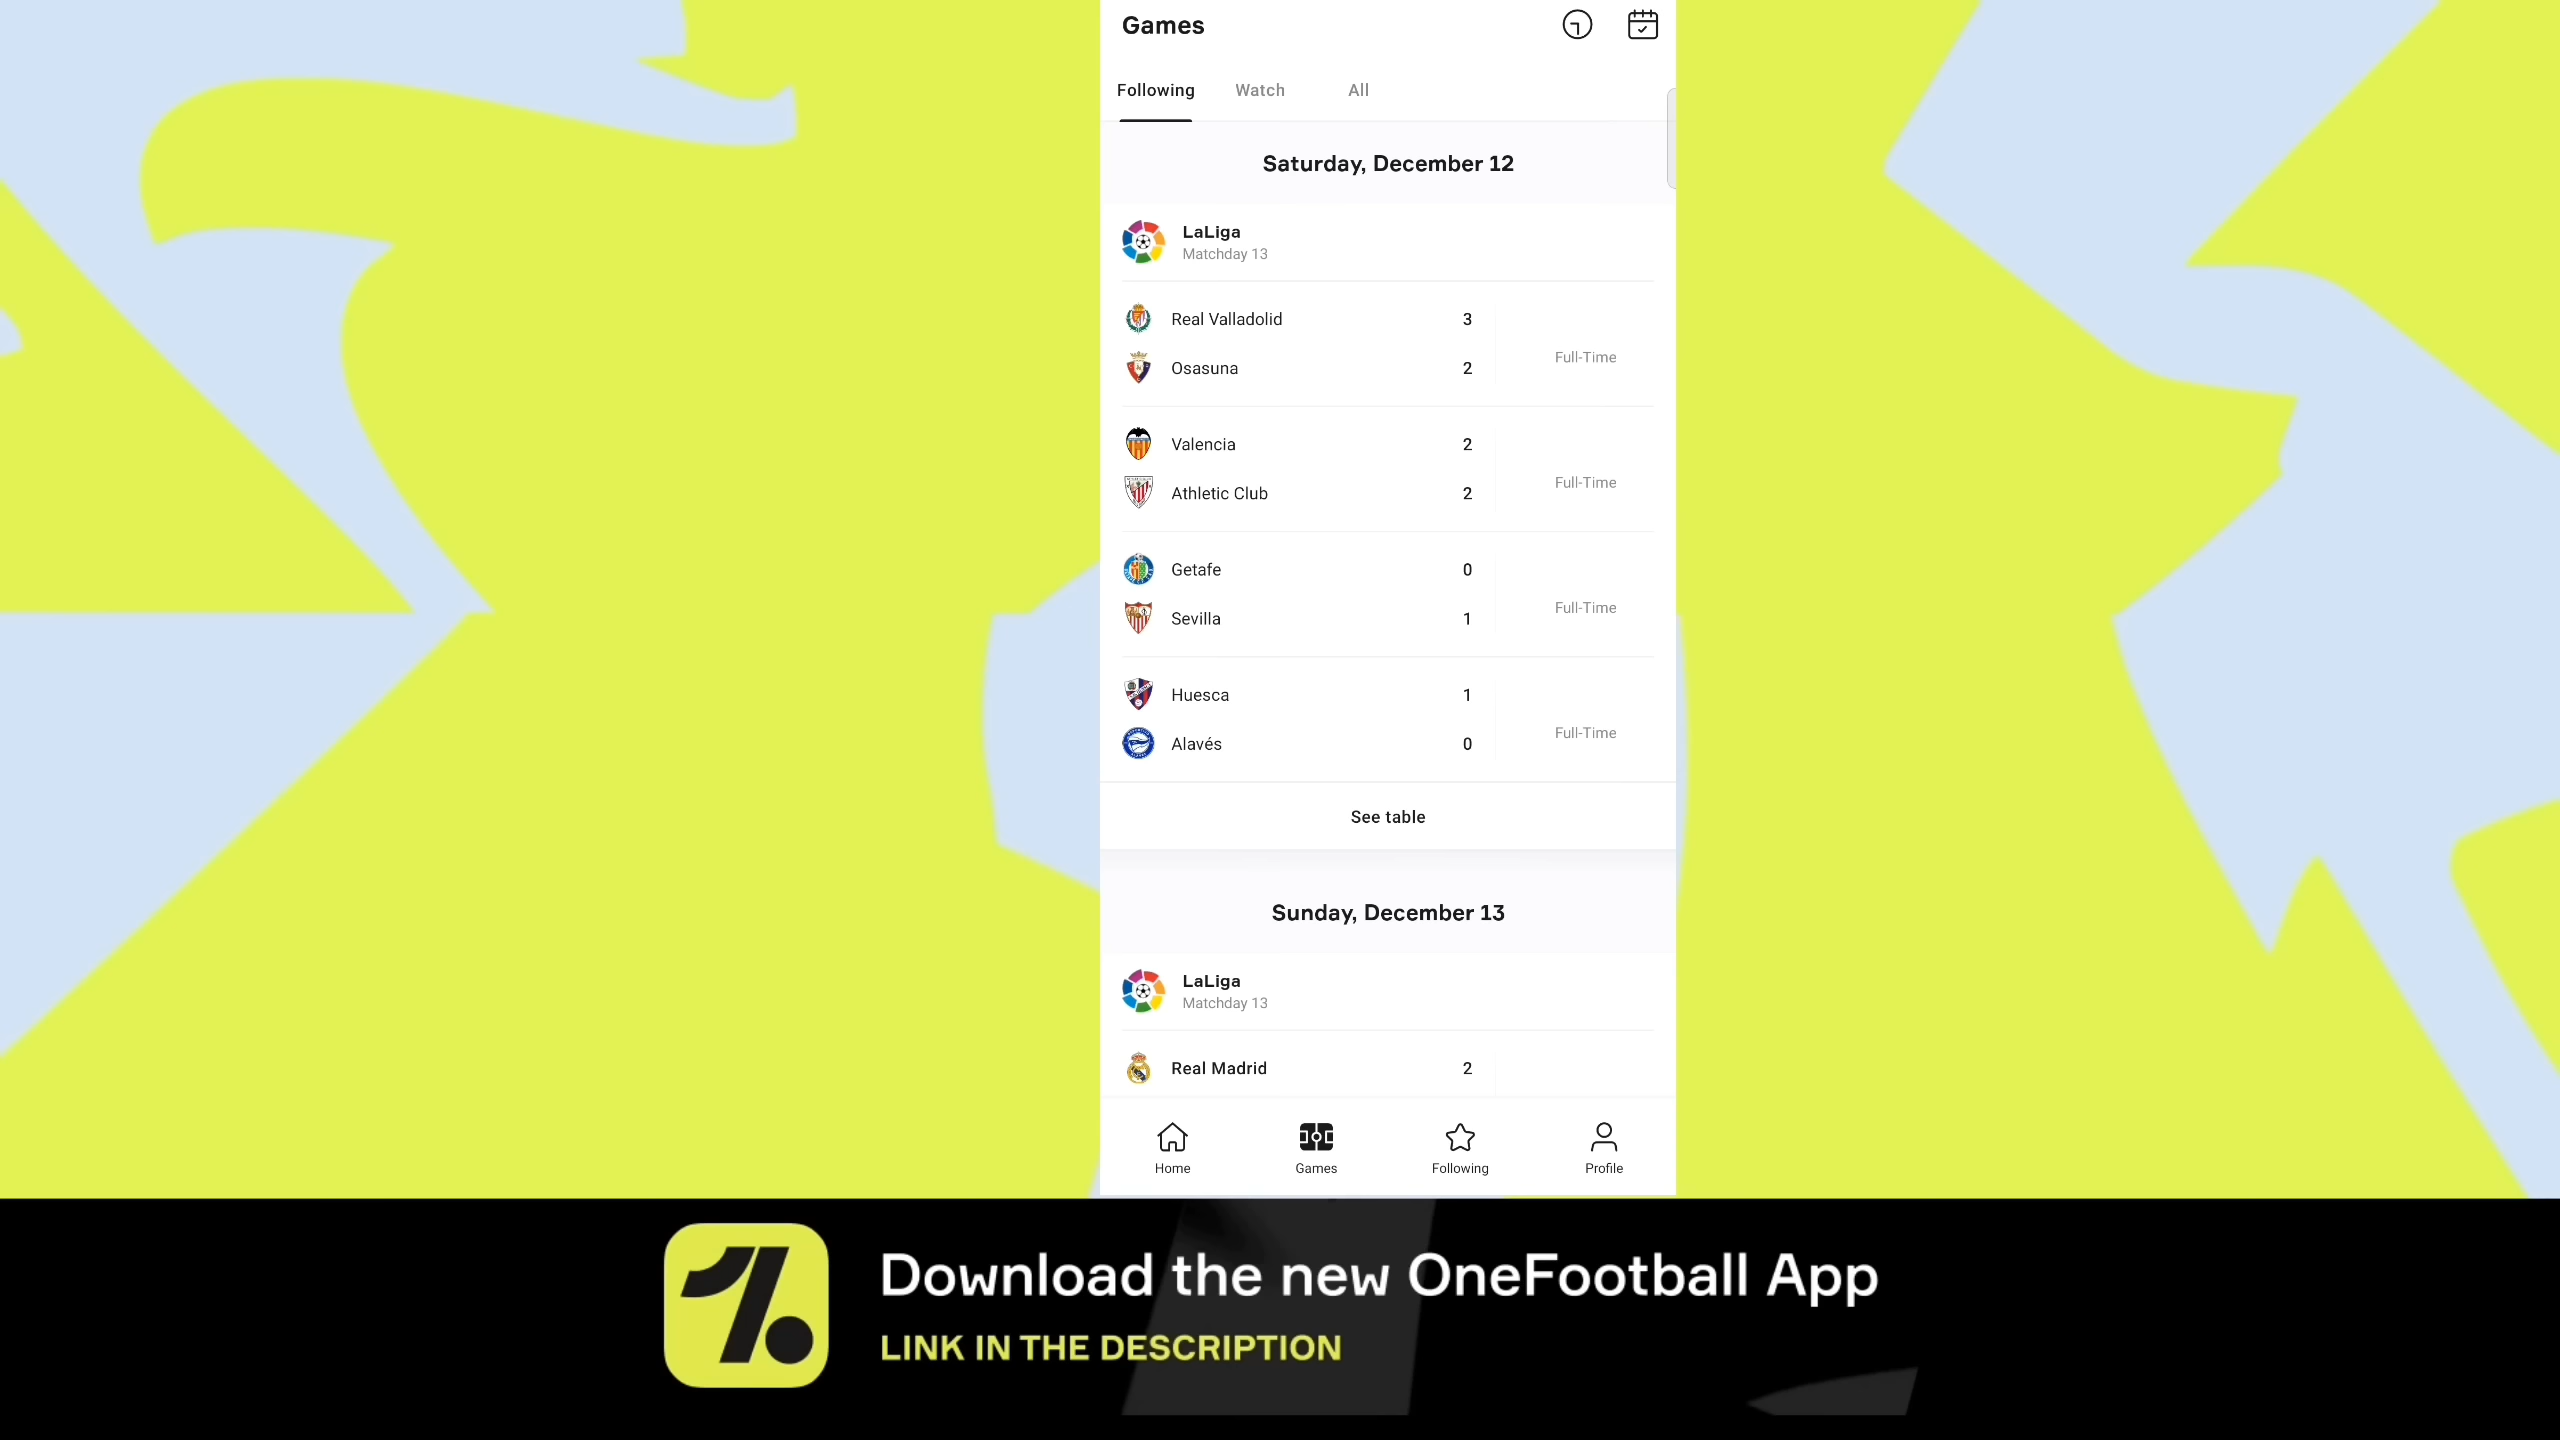 Games
Following Watch All
Saturday, December 12
LaLiga
Matchday 13
Real Valladolid 3
Full-Time
Osasuna 2
Valencia 2
Full-Time
Athletic Club 2
Getafe 0
Full-Time
Sevilla 1
Huesca 1
Full-Time
Alavés 0
See table
Sunday, December 13
LaLiga
Matchday 13
Real Madrid 2
Home Games Following Profile
Download the new OneFootball App
LINK IN THE DESCRIPTION